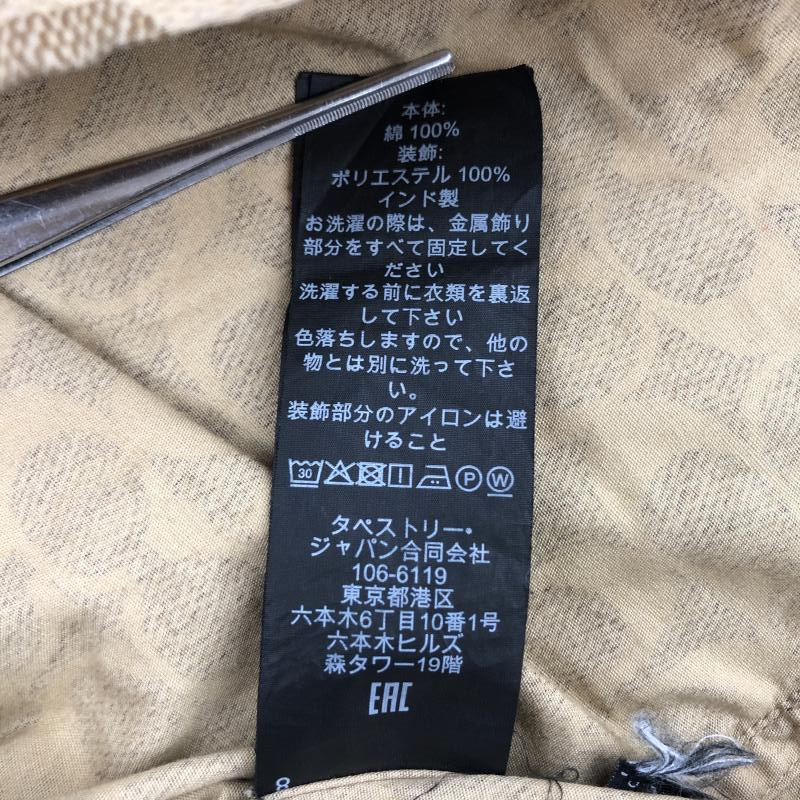 本体:
綿 100%
装飾:
ポリエステル 100%
インド製
お洗濯の際は、金属飾り
部分をすべて固定してく
ださい
洗濯する前に衣類を裏返
して下さい
色落ちしますので、他の
物とは別に洗って下さ
い。
装飾部分のアイロンは避
けること
30 P W
タペストリー・
ジャパン合同会社
106-6119
東京都港区
六本木6丁目10番1号
六本木ヒルズ
森タワー19階
EAC
8